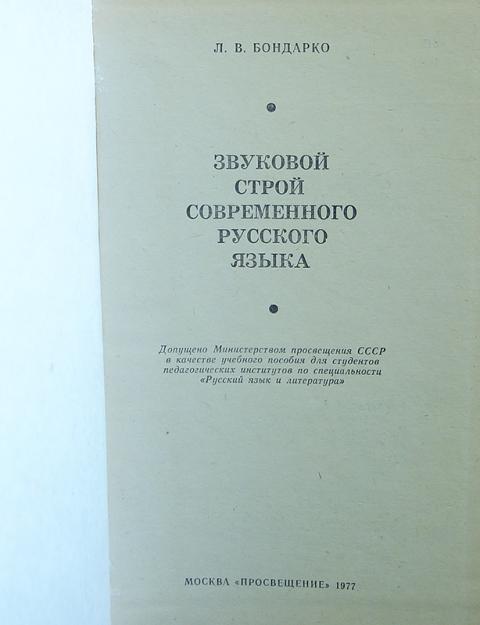 Л. В. БОНДАРКО
ЗВУКОВОЙ
СТРОЙ
СОВРЕМЕННОГО
РУССКОГО
ЯЗЫКА
Допущено Министерством просвещения СССР
в качестве учебного пособия для студентов
педагогических институтов по специальности
«Русский язык и литература»
МОСКВА «ПРОСВЕЩЕНИЕ» 1977